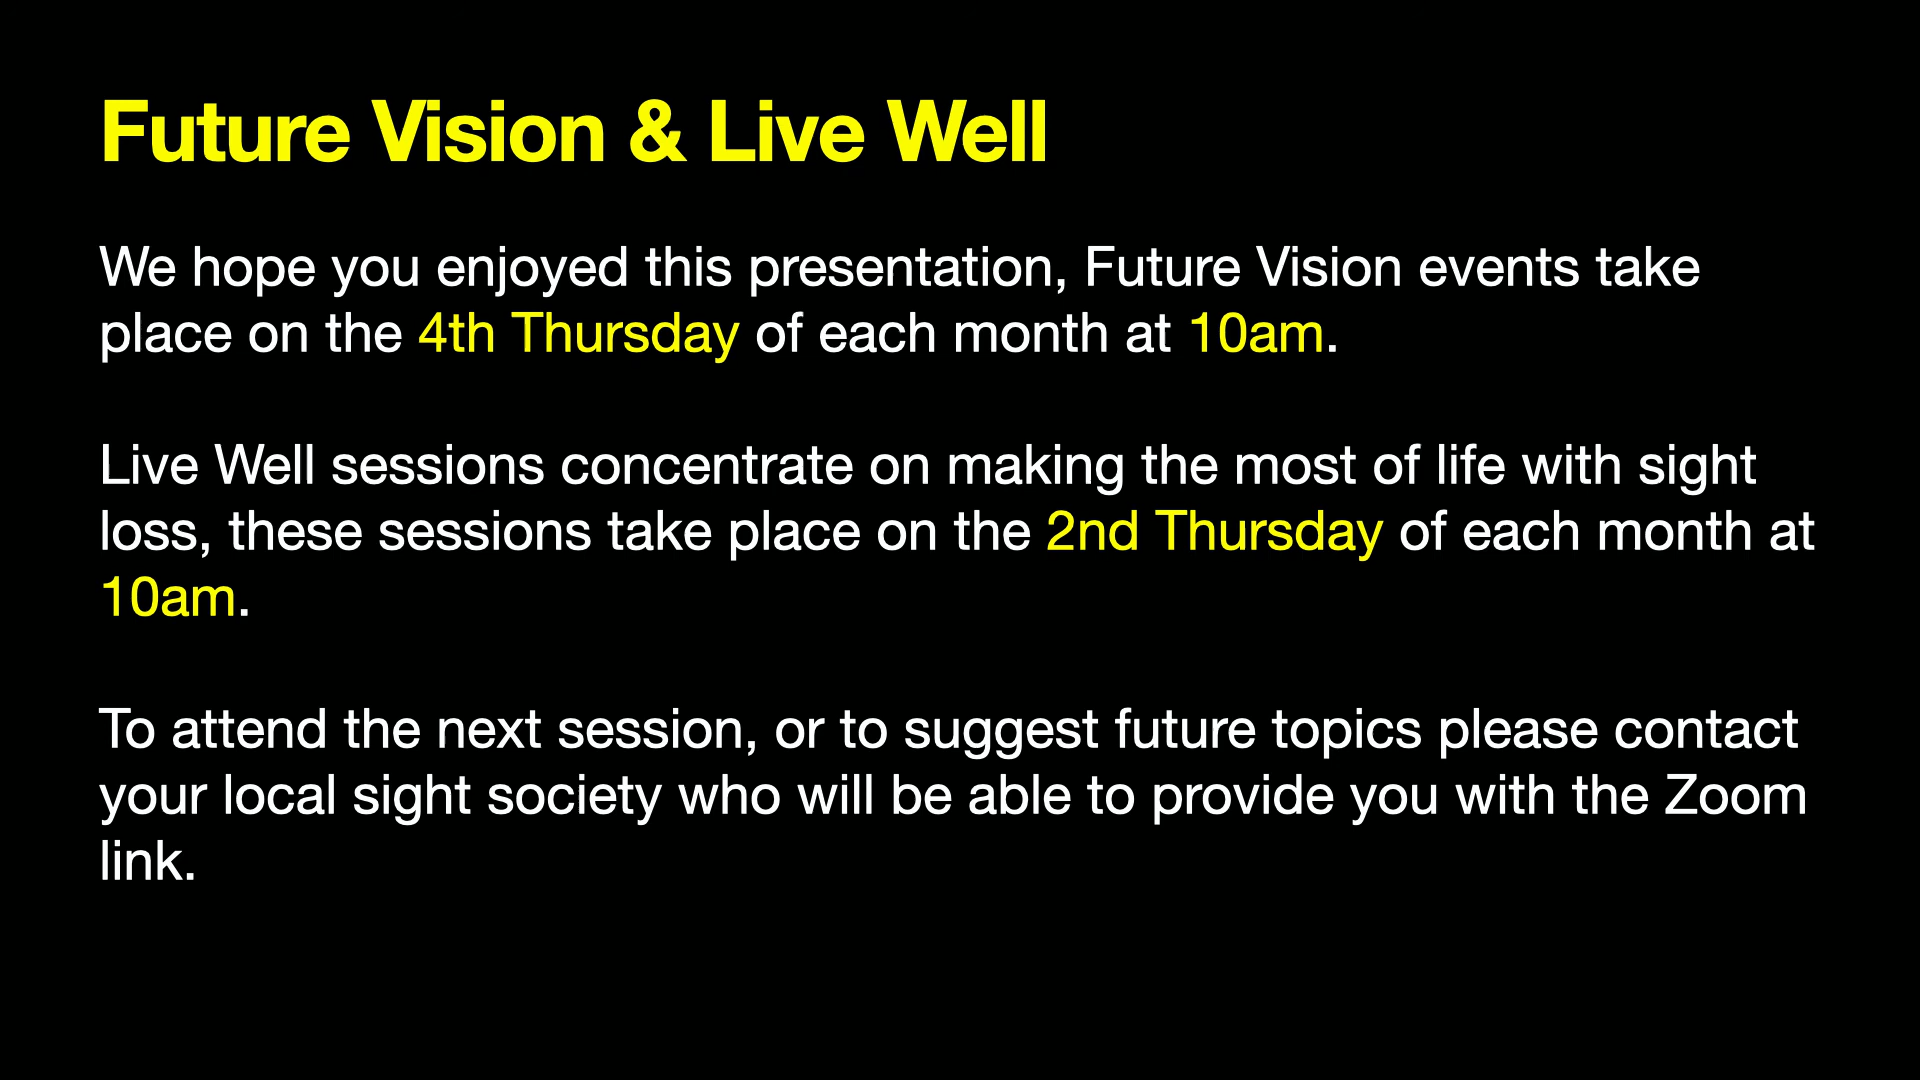 Future Vision & Live Well
We hope you enjoyed this presentation, Future Vision events take
place on the 4th Thursday of each month at 10am.
Live Well sessions concentrate on making the most of life with sight
loss, these sessions take place on the 2nd Thursday of each month at
10am.
To attend the next session, or to suggest future topics please contact
your local sight society who will be able to provide you with the Zoom
link.